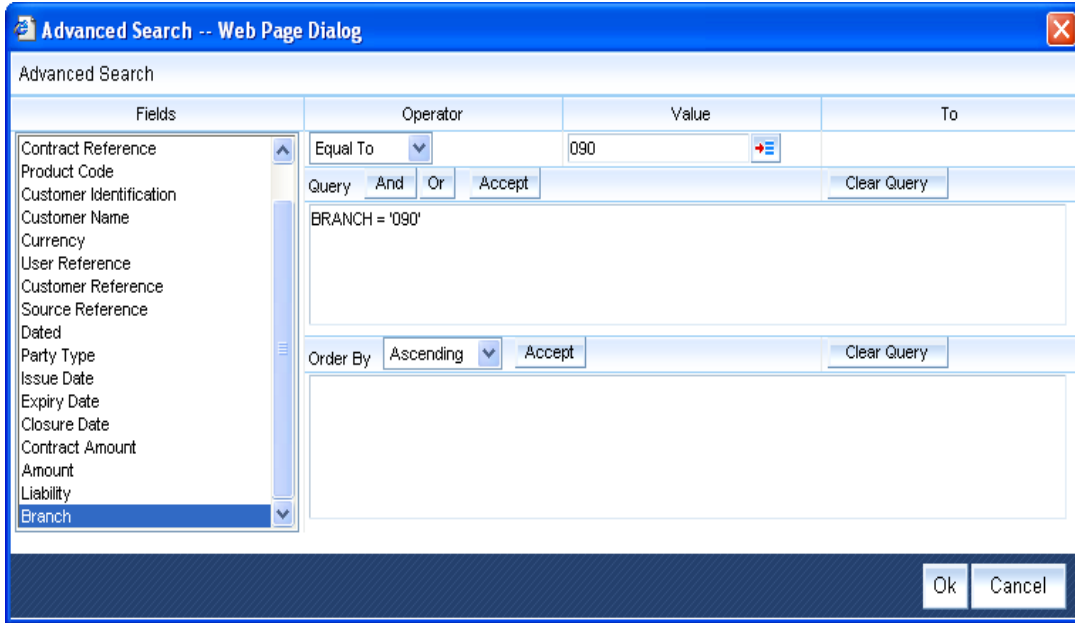 Advanced Search -- Web Page Dialog
Advanced Search
Fields Operator Value To
Contract Reference
Product Code
Customer Identification
Customer Name
Currency
User Reference
Customer Reference
Source Reference
Dated
Party Type
Issue Date
Expiry Date
Closure Date
Contract Amount
Amount
Liability
Branch
Equal To 090
Query And Or Accept Clear Query
BRANCH = '090'
Order By Ascending Accept Clear Query
Ok Cancel